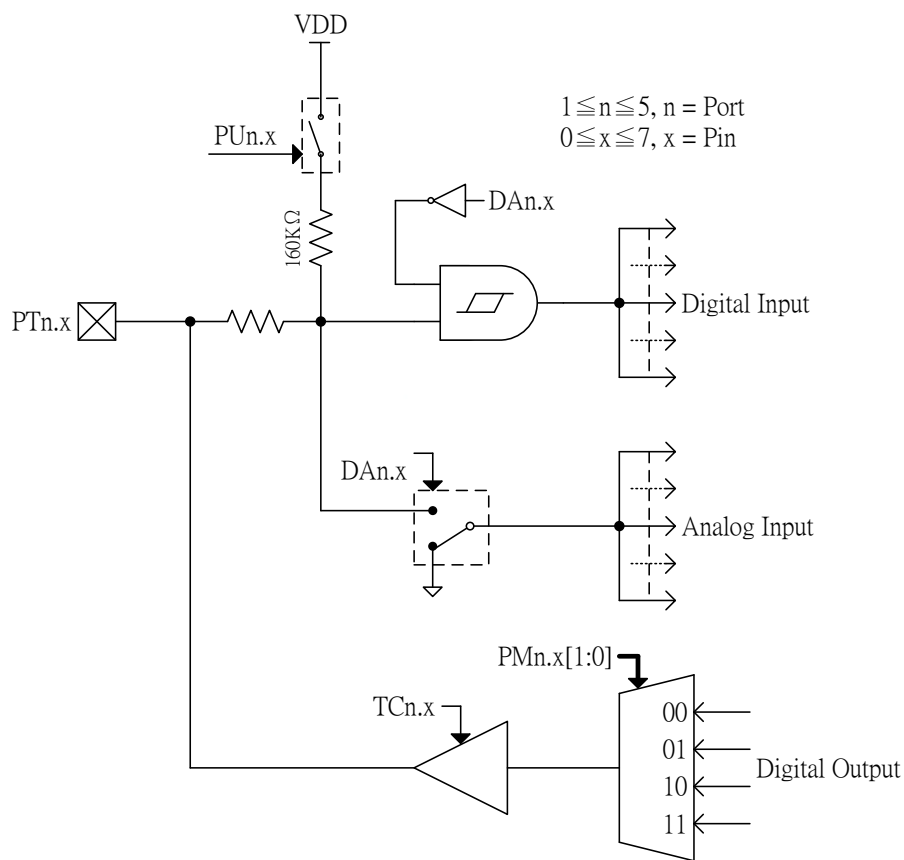 VDD
1≦n≦5, n = Port
0≦x≦7, x = Pin
PUn.x
DAn.x
160KΩ
Digital Input
PTn.x
DAn.x
Analog Input
PMn.x[1:0]
TCn.x
00
01
Digital Output
10
11